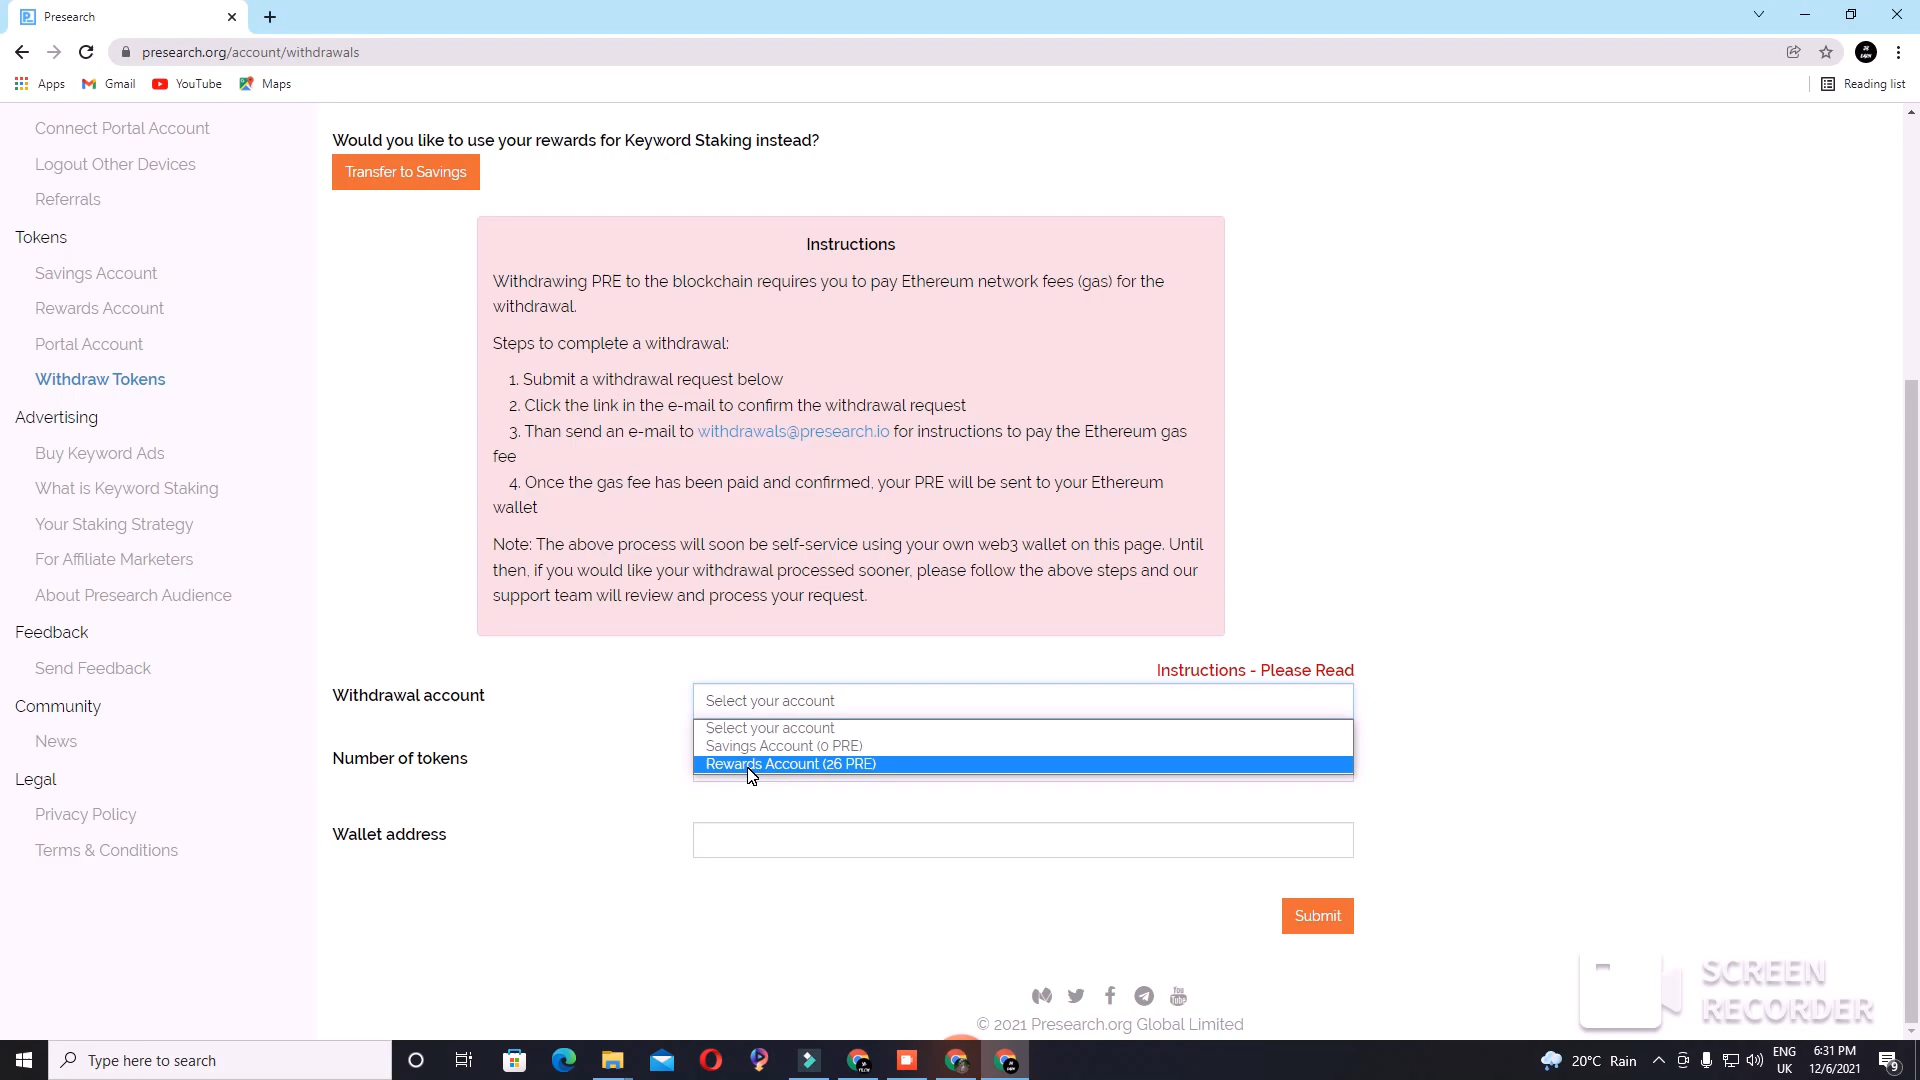 Presearch
presearch.org/account/withdrawals
Apps
Gmail
YouTube
Maps
Reading list
Connect Portal Account
Logout Other Devices
Referrals
Tokens
Savings Account
Rewards Account
Portal Account
Withdraw Tokens
Advertising
Buy Keyword Ads
What is Keyword Staking
Your Staking Strategy
For Affiliate Marketers
About Presearch Audience
Feedback
Send Feedback
Community
News
Legal
Privacy Policy
Terms & Conditions
Would you like to use your rewards for Keyword Staking instead?
Transfer to Savings
Instructions
Withdrawing PRE to the blockchain requires you to pay Ethereum network fees (gas) for the
withdrawal.
Steps to complete a withdrawal:
1. Submit a withdrawal request below
2. Click the link in the e-mail to confirm the withdrawal request
3. Than send an e-mail to withdrawals@presearch.io for instructions to pay the Ethereum gas
fee
4. Once the gas fee has been paid and confirmed, your PRE will be sent to your Ethereum
wallet
Note: The above process will soon be self-service using your own web3 wallet on this page. Until
then, if you would like your withdrawal processed sooner, please follow the above steps and our
support team will review and process your request.
Instructions - Please Read
Withdrawal account
Select your account
Select your account
Savings Account (0 PRE)
Rewards Account (26 PRE)
Number of tokens
Wallet address
Submit
© 2021 Presearch.org Global Limited
SCREEN
RECORDER
Type here to search
20°C Rain
ENG
UK
6:31 PM
12/6/2021
9